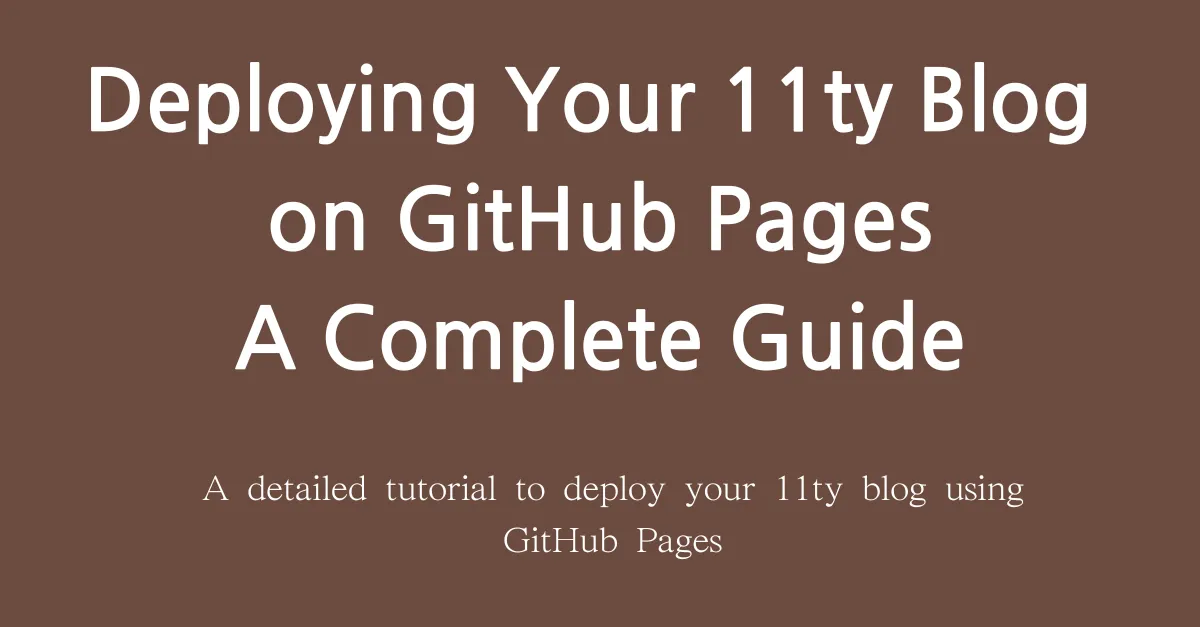 Deploying Your 11ty Blog
on GitHub Pages
A Complete Guide
A detailed tutorial to deploy your 11ty blog using
GitHub Pages